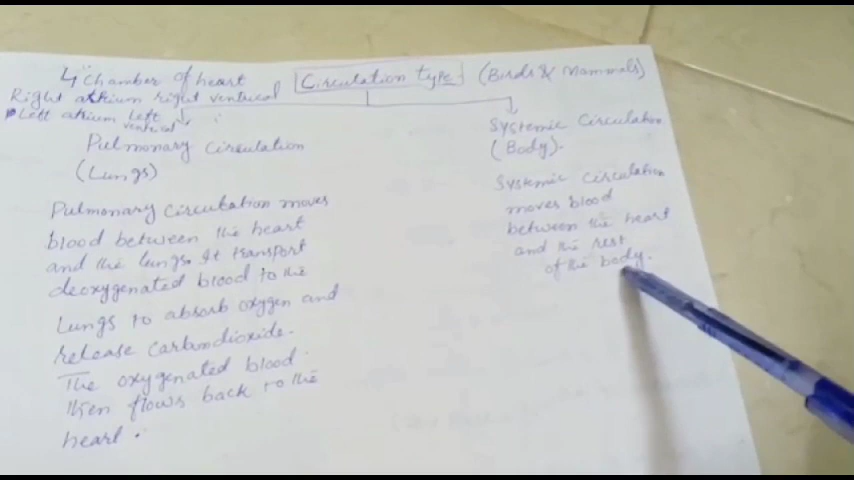 4 Chamber of heart
Circulation type (Birds & Mammals)
Right atrium right ventrical
Left atrium Left
ventrical
Pulmonary Circulation
(Lungs)
Pulmonary circulation moves
blood between the heart
and the lungs. It transport
deoxygenated blood to the
Lungs to absorb oxygen and
release carbondioxide.
The oxygenated blood
then flows back to the
heart.
Systemic Circulation
(Body).
Systemic circulation
moves blood
between the heart
and the rest
of the body.